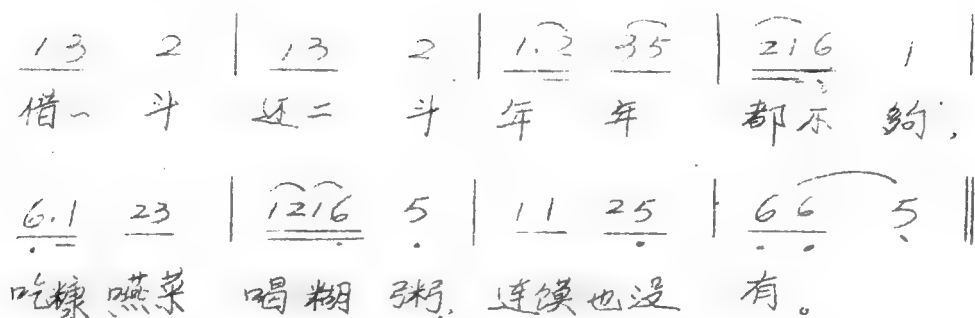 13 2 | 13 2 | 1.2 35 | 216 1 |
借一 斗 还二 斗 年 年 都不 够，
6.1 23 | 1216 5 | 11 25 | 66 5 ‖
吃糠 嚥菜 喝糊 粥，连馍也没 有。